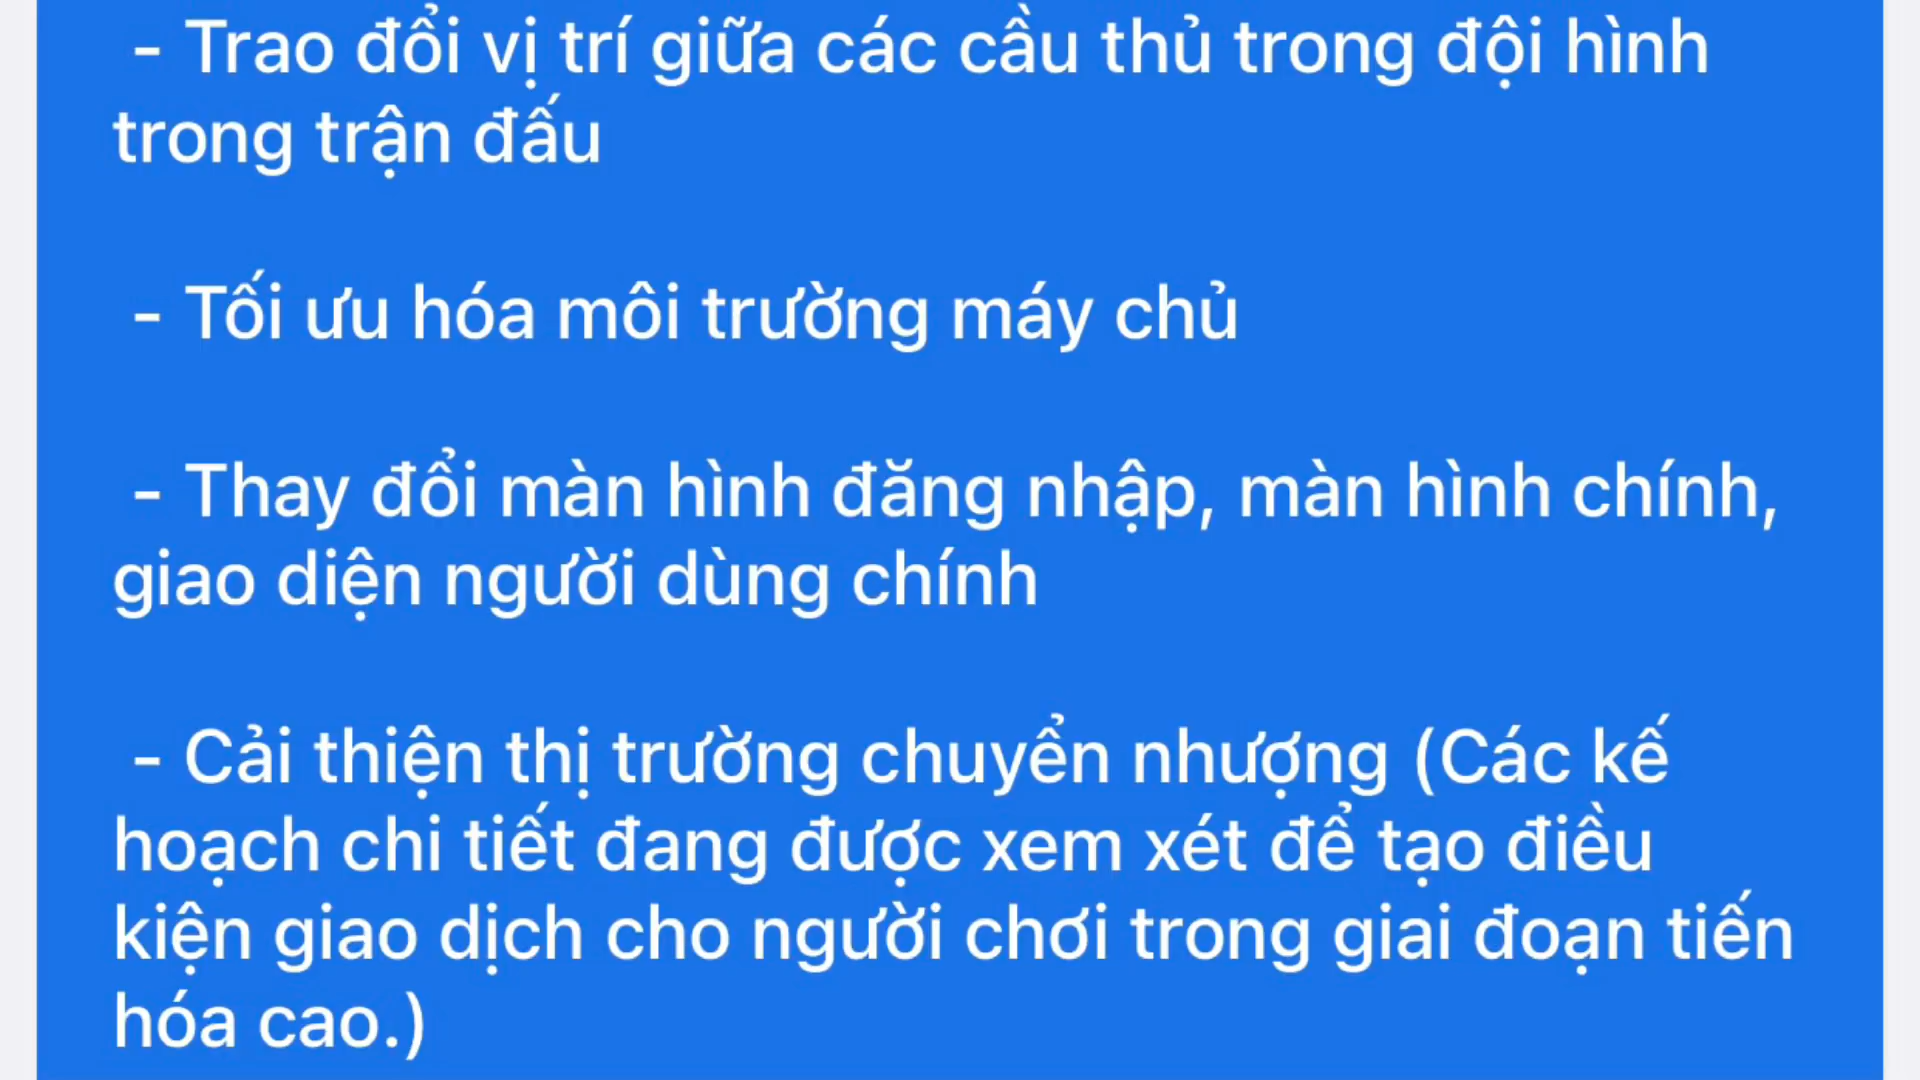 - Trao đổi vị trí giữa các cầu thủ trong đội hình
trong trận đấu
- Tối ưu hóa môi trường máy chủ
- Thay đổi màn hình đăng nhập, màn hình chính,
giao diện người dùng chính
- Cải thiện thị trường chuyển nhượng (Các kế
hoạch chi tiết đang được xem xét để tạo điều
kiện giao dịch cho người chơi trong giai đoạn tiến
hóa cao.)